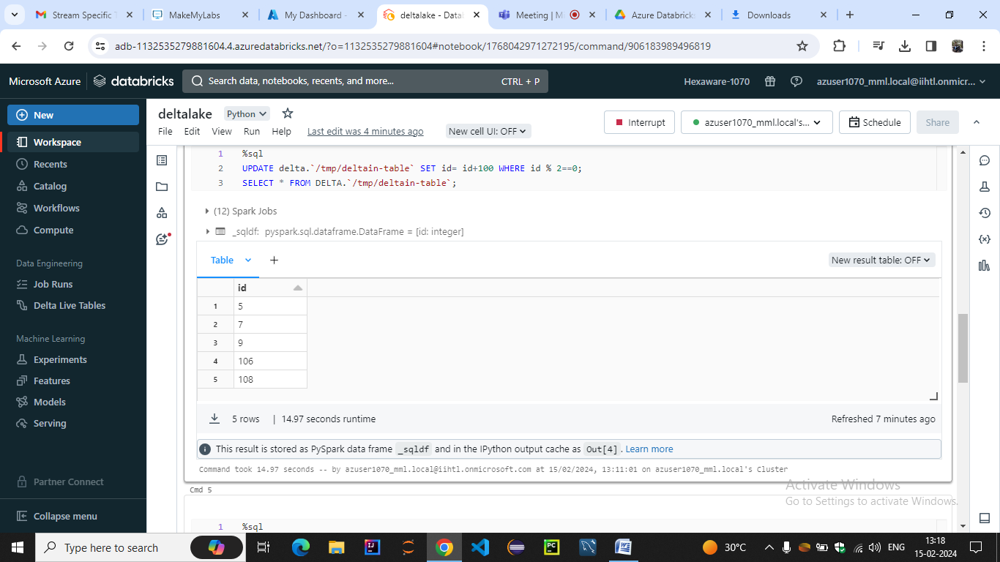 Stream Specific T
MakeMyLabs
My Dashboard -
deltalake - Data
Meeting | M
Azure Databrick
Downloads
adb-1132535279881604.4.azuredatabricks.net/?o=1132535279881604#notebook/1768042971272195/command/906183989496819
Microsoft Azure
databricks
Search data, notebooks, recents, and more...
CTRL + P
Hexaware-1070
azuser1070_mml.local@iihtl.onmicr...
New
Workspace
Recents
Catalog
Workflows
Compute
Data Engineering
Job Runs
Delta Live Tables
Machine Learning
Experiments
Features
Models
Serving
Partner Connect
Collapse menu
deltalake
Python
Interrupt
azuser1070_mml.local's...
Schedule
Share
File Edit View Run Help Last edit was 4 minutes ago New cell UI: OFF
1 %sql
2 UPDATE delta.`/tmp/deltain-table` SET id= id+100 WHERE id % 2==0;
3 SELECT * FROM DELTA.`/tmp/deltain-table`;
(12) Spark Jobs
_sqldf: pyspark.sql.dataframe.DataFrame = [id: integer]
Table +
New result table: OFF
id
1 5
2 7
3 9
4 106
5 108
5 rows | 14.97 seconds runtime
Refreshed 7 minutes ago
This result is stored as PySpark data frame _sqldf and in the IPython output cache as Out[4]. Learn more
Command took 14.97 seconds -- by azuser1070_mml.local@iihtl.onmicrosoft.com at 15/02/2024, 13:11:01 on azuser1070_mml.local's Cluster
Cmd 5
1 %sql
Activate Windows
Go to Settings to activate Windows.
Type here to search
30°C
ENG
13:18
15-02-2024